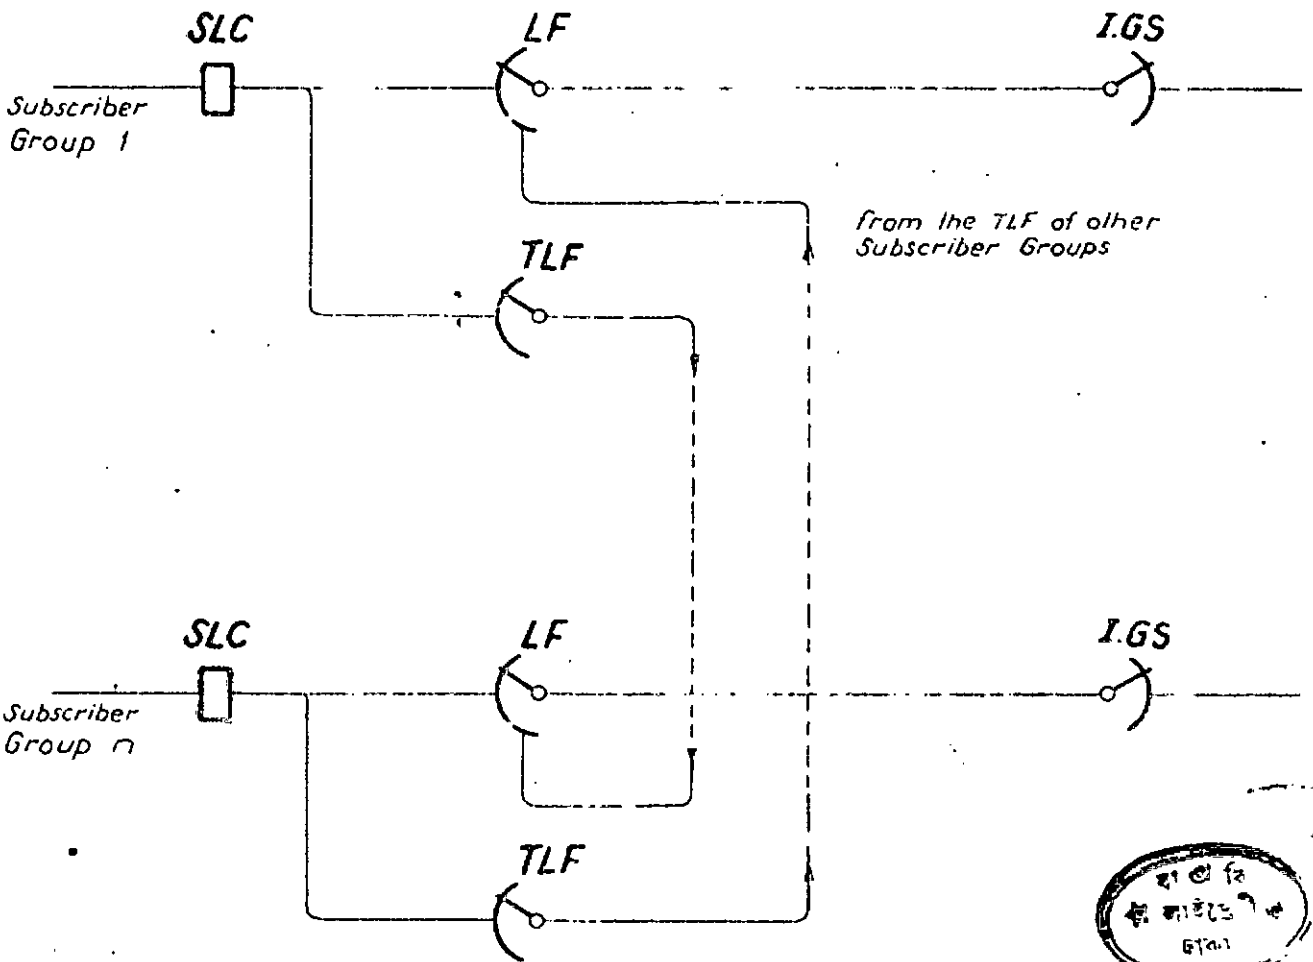 SLC
LF
I.GS
Subscriber
Group 1
from the TLF of other
Subscriber Groups
TLF
SLC
LF
I.GS
Subscriber
Group n
TLF